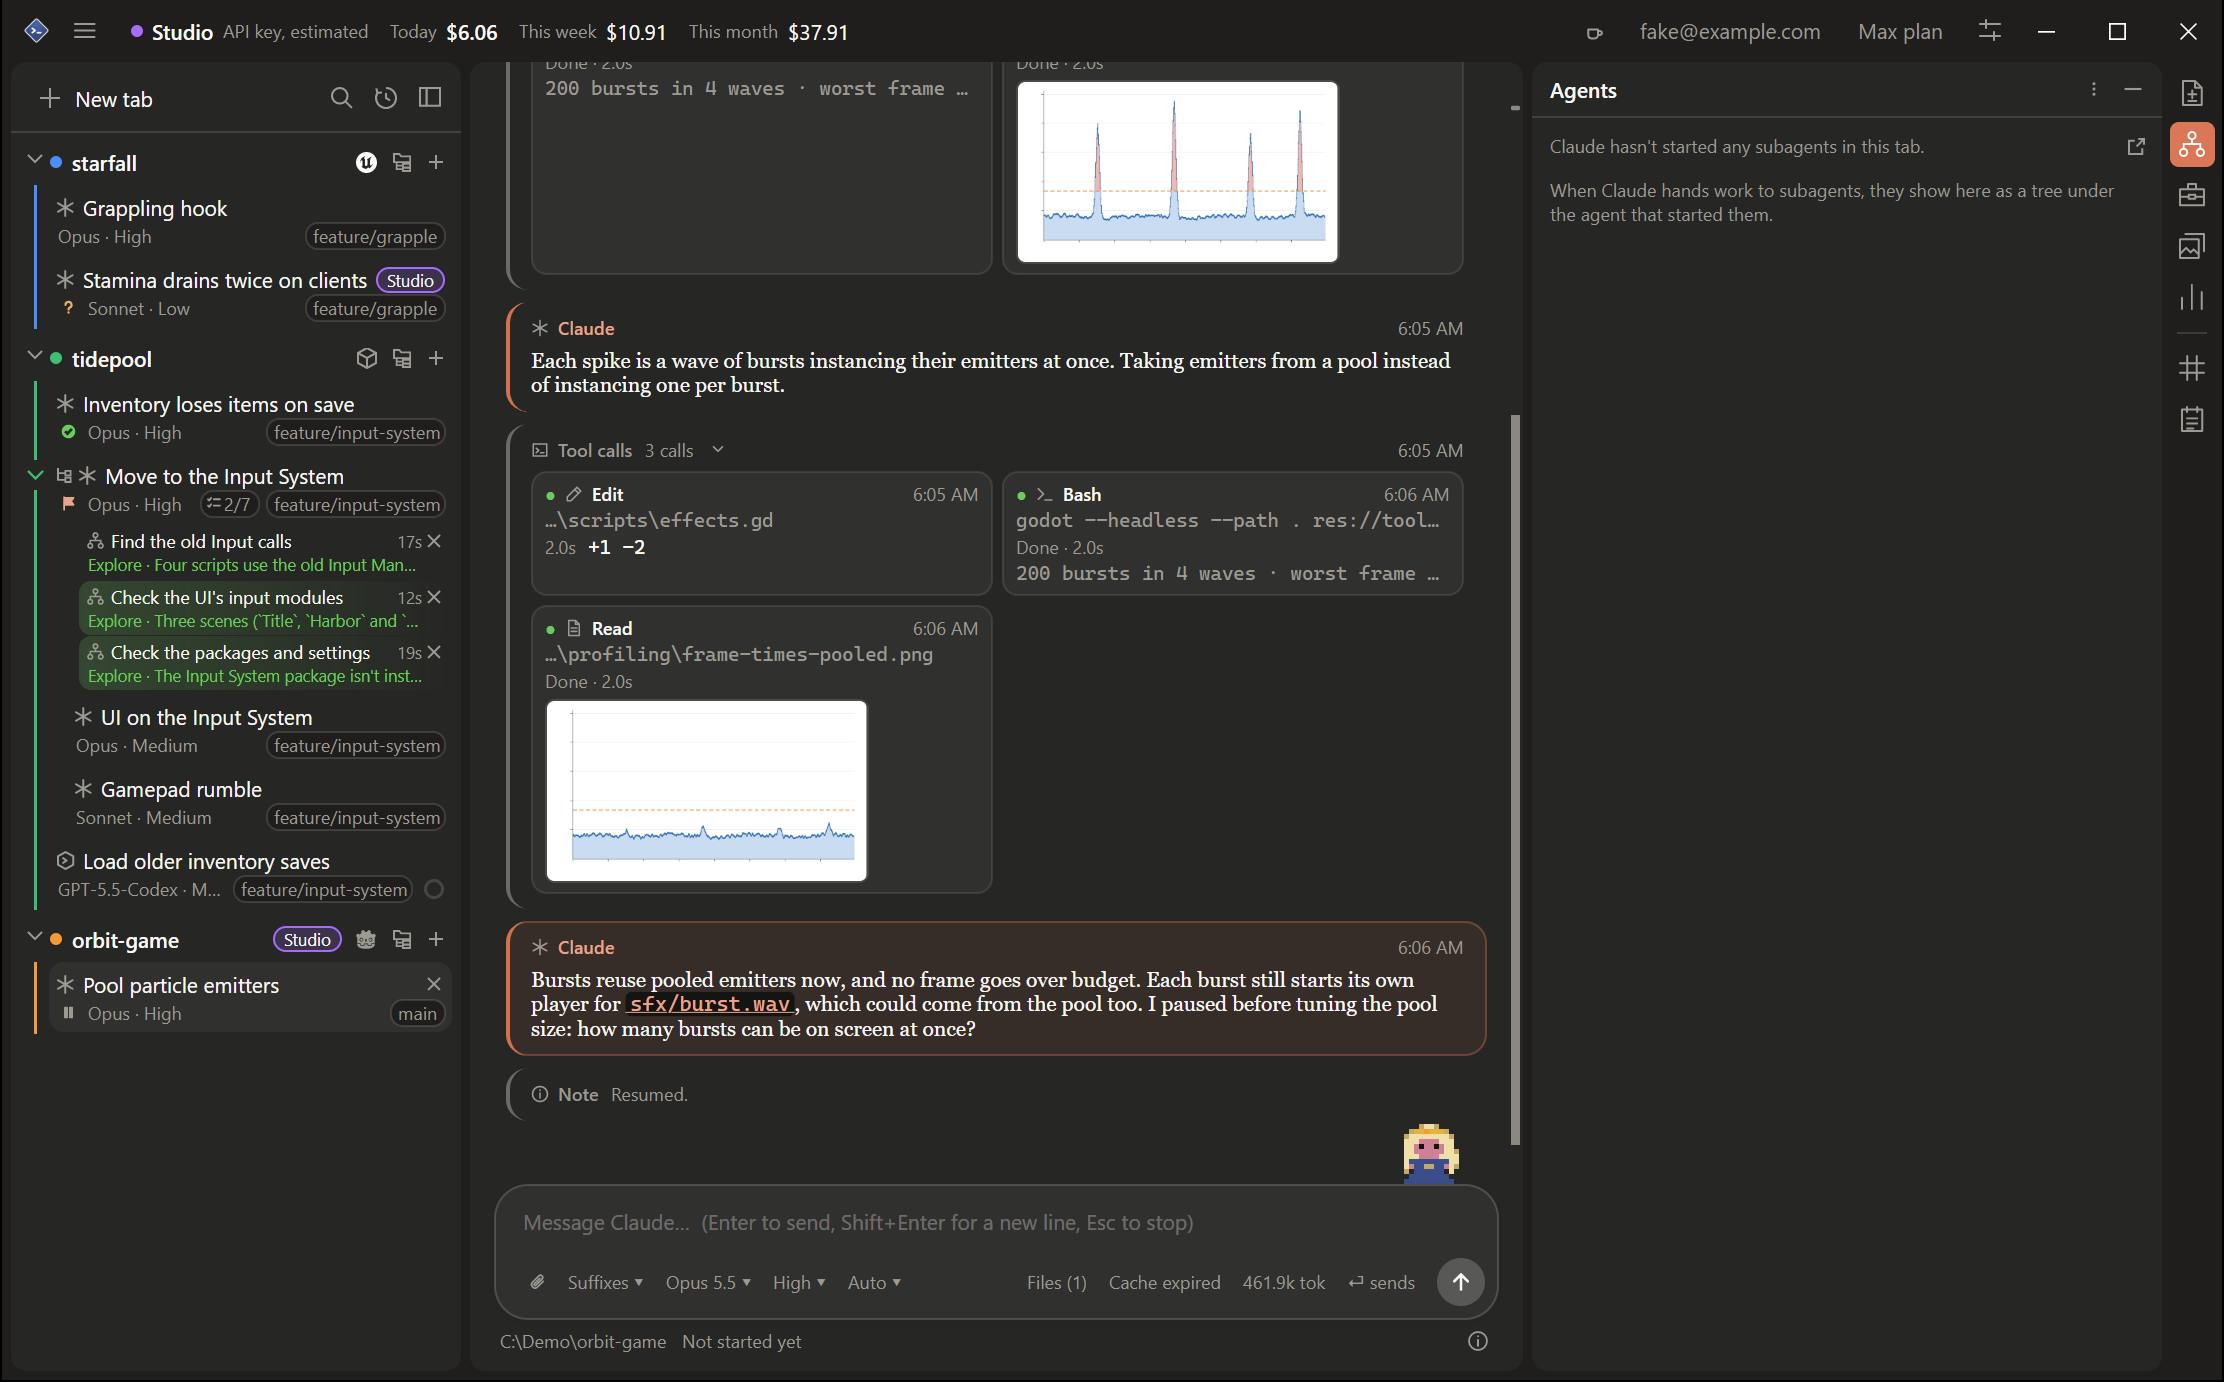 Studio API key, estimated Today $6.06 This week $10.91 This month $37.91
fake@example.com Max plan
New tab
starfall
Grappling hook
Opus · High feature/grapple
Stamina drains twice on clients Studio
? Sonnet · Low feature/grapple
tidepool
Inventory loses items on save
Opus · High feature/input-system
Move to the Input System
Opus · High 2/7 feature/input-system
Find the old Input calls 17s
Explore · Four scripts use the old Input Man...
Check the UI's input modules 12s
Explore · Three scenes (`Title`, `Harbor` and `...
Check the packages and settings 19s
Explore · The Input System package isn't inst...
UI on the Input System
Opus · Medium feature/input-system
Gamepad rumble
Sonnet · Medium feature/input-system
Load older inventory saves
GPT-5.5-Codex · M... feature/input-system
orbit-game Studio
Pool particle emitters
Opus · High main
Done · 2.0s
200 bursts in 4 waves · worst frame …
Done · 2.0s
Claude 6:05 AM
Each spike is a wave of bursts instancing their emitters at once. Taking emitters from a pool instead
of instancing one per burst.
Tool calls 3 calls 6:05 AM
Edit 6:05 AM
…\scripts\effects.gd
2.0s +1 −2
Bash 6:06 AM
godot --headless --path . res://tool…
Done · 2.0s
200 bursts in 4 waves · worst frame …
Read 6:06 AM
…\profiling\frame-times-pooled.png
Done · 2.0s
Claude 6:06 AM
Bursts reuse pooled emitters now, and no frame goes over budget. Each burst still starts its own
player for sfx/burst.wav, which could come from the pool too. I paused before tuning the pool
size: how many bursts can be on screen at once?
Note Resumed.
Message Claude... (Enter to send, Shift+Enter for a new line, Esc to stop)
Suffixes Opus 5.5 High Auto Files (1) Cache expired 461.9k tok sends
C:\Demo\orbit-game Not started yet
Agents
Claude hasn't started any subagents in this tab.
When Claude hands work to subagents, they show here as a tree under
the agent that started them.